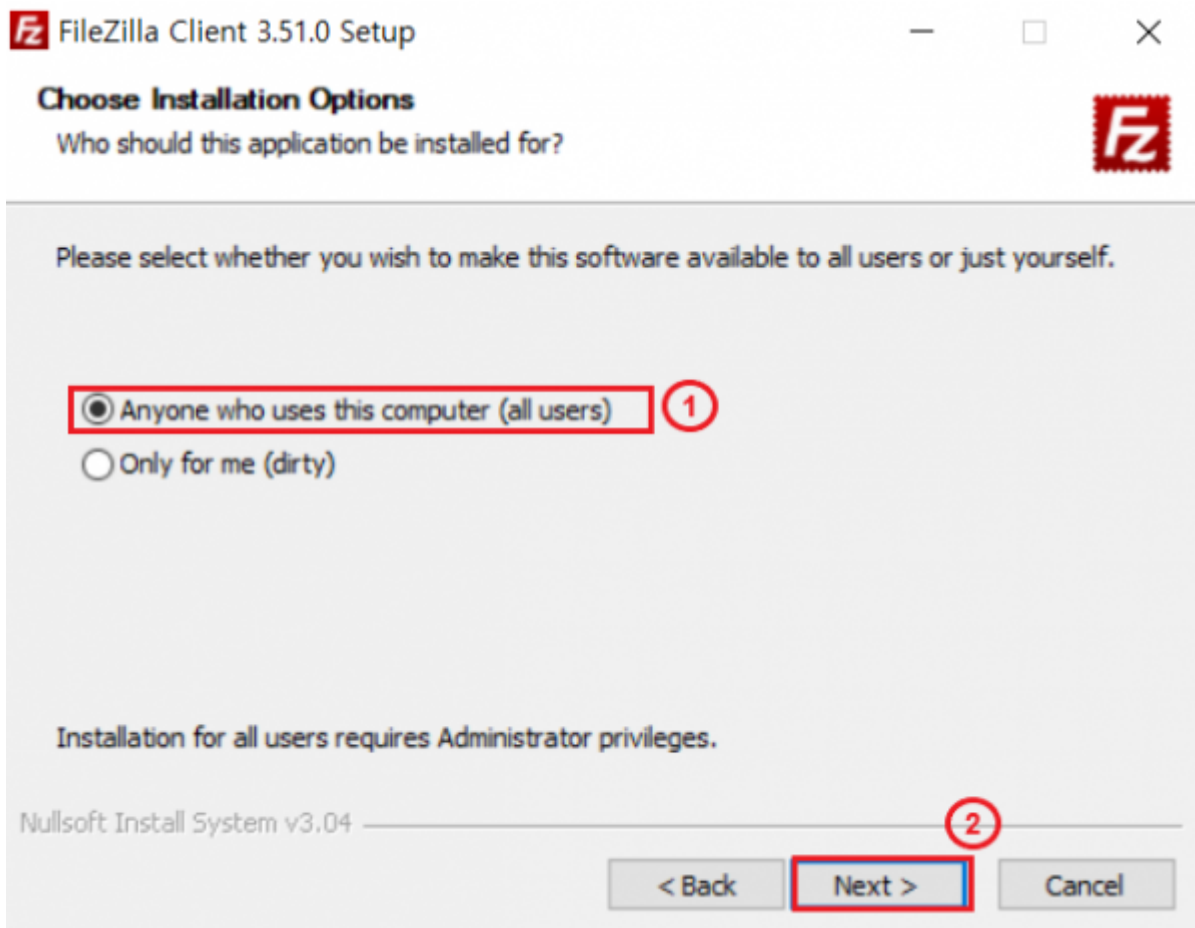 Fz FileZilla Client 3.51.0 Setup
Choose Installation Options
Who should this application be installed for?
Fz
Please select whether you wish to make this software available to all users or just yourself.
Anyone who uses this computer (all users) 1
Only for me (dirty)
Installation for all users requires Administrator privileges.
Nullsoft Install System v3.04
2
< Back Next > Cancel